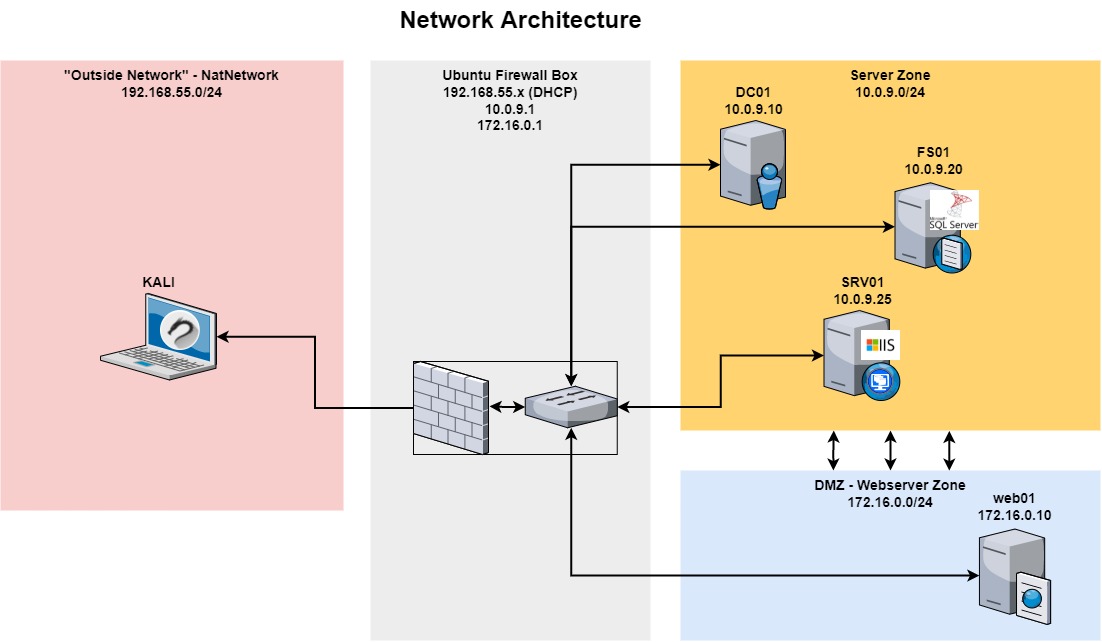 Network Architecture
"Outside Network" - NatNetwork
192.168.55.0/24
KALI
Ubuntu Firewall Box
192.168.55.x (DHCP)
10.0.9.1
172.16.0.1
Server Zone
10.0.9.0/24
DC01
10.0.9.10
FS01
10.0.9.20
Microsoft
SQL Server
SRV01
10.0.9.25
IIS
DMZ - Webserver Zone
172.16.0.0/24
web01
172.16.0.10